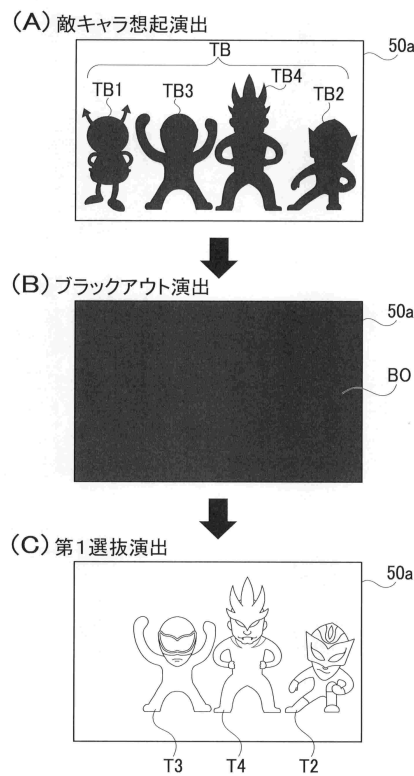 (A) 敵キャラ想起演出
50a
TB
TB1
TB3
TB4
TB2
(B) ブラックアウト演出
50a
BO
(C) 第1選抜演出
50a
T3
T4
T2